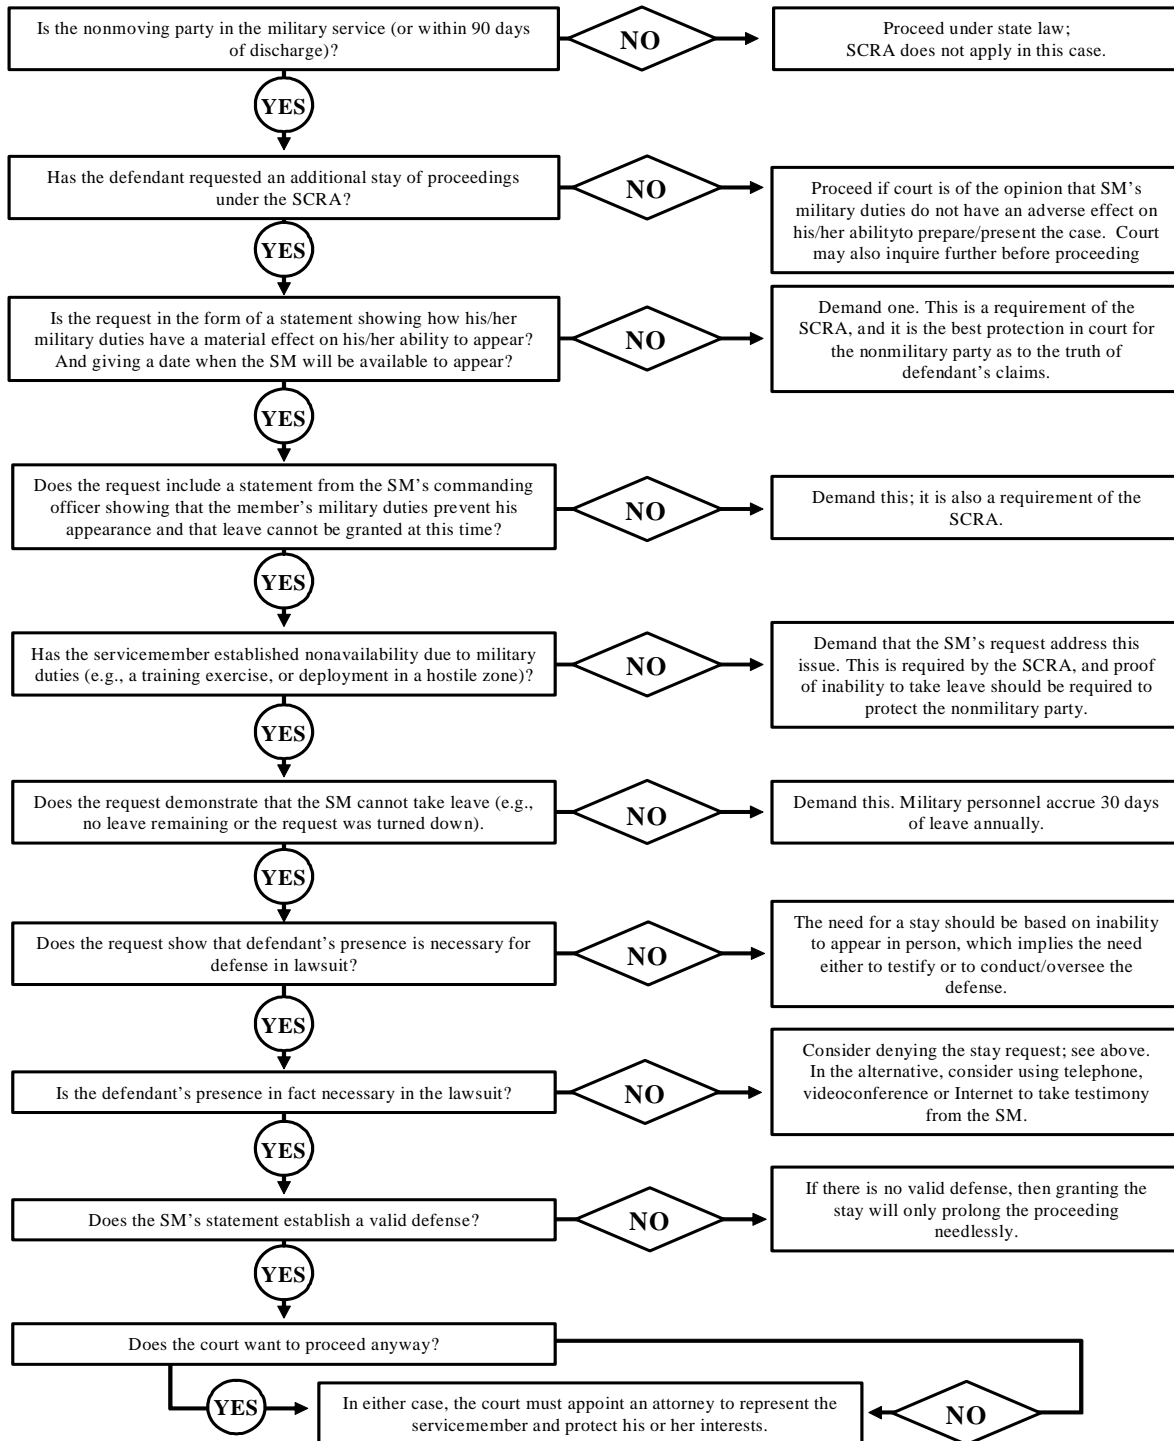 Is the nonmoving party in the military service (or within 90 days
of discharge)?
NO
Proceed under state law;
SCRA does not apply in this case.
YES
Has the defendant requested an additional stay of proceedings
under the SCRA?
NO
Proceed if court is of the opinion that SM's
military duties do not have an adverse effect on
his/her abilityto prepare/present the case. Court
may also inquire further before proceeding
YES
Is the request in the form of a statement showing how his/her
military duties have a material effect on his/her ability to appear?
And giving a date when the SM will be available to appear?
NO
Demand one. This is a requirement of the
SCRA, and it is the best protection in court for
the nonmilitary party as to the truth of
defendant's claims.
YES
Does the request include a statement from the SM's commanding
officer showing that the member's military duties prevent his
appearance and that leave cannot be granted at this time?
NO
Demand this; it is also a requirement of the
SCRA.
YES
Has the servicemember established nonavailability due to military
duties (e.g., a training exercise, or deployment in a hostile zone)?
NO
Demand that the SM's request address this
issue. This is required by the SCRA, and proof
of inability to take leave should be required to
protect the nonmilitary party.
YES
Does the request demonstrate that the SM cannot take leave (e.g.,
no leave remaining or the request was turned down).
NO
Demand this. Military personnel accrue 30 days
of leave annually.
YES
Does the request show that defendant's presence is necessary for
defense in lawsuit?
NO
The need for a stay should be based on inability
to appear in person, which implies the need
either to testify or to conduct/oversee the
defense.
YES
Is the defendant's presence in fact necessary in the lawsuit?
NO
Consider denying the stay request; see above.
In the alternative, consider using telephone,
videoconference or Internet to take testimony
from the SM.
YES
Does the SM's statement establish a valid defense?
NO
If there is no valid defense, then granting the
stay will only prolong the proceeding
needlessly.
YES
Does the court want to proceed anyway?
YES
In either case, the court must appoint an attorney to represent the
servicemember and protect his or her interests.
NO